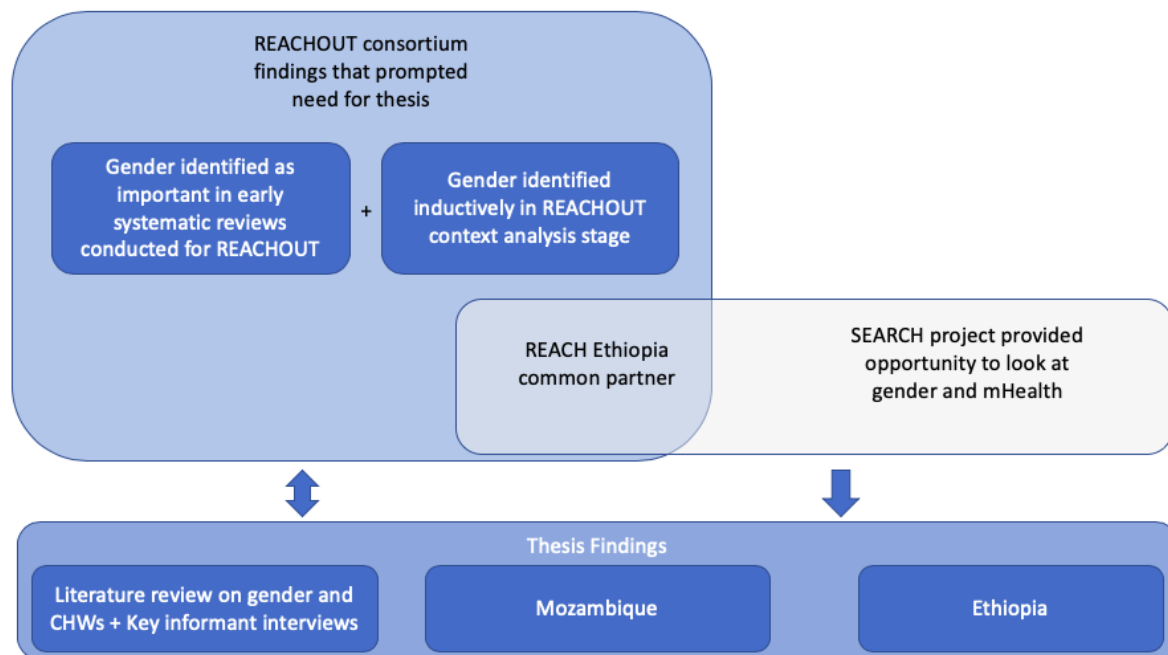 REACHOUT consortium
findings that prompted
need for thesis
Gender identified as
important in early
systematic reviews
conducted for REACHOUT
+
Gender identified
inductively in REACHOUT
context analysis stage
REACH Ethiopia
common partner
SEARCH project provided
opportunity to look at
gender and mHealth
Thesis Findings
Literature review on gender and
CHWs + Key informant interviews
Mozambique
Ethiopia